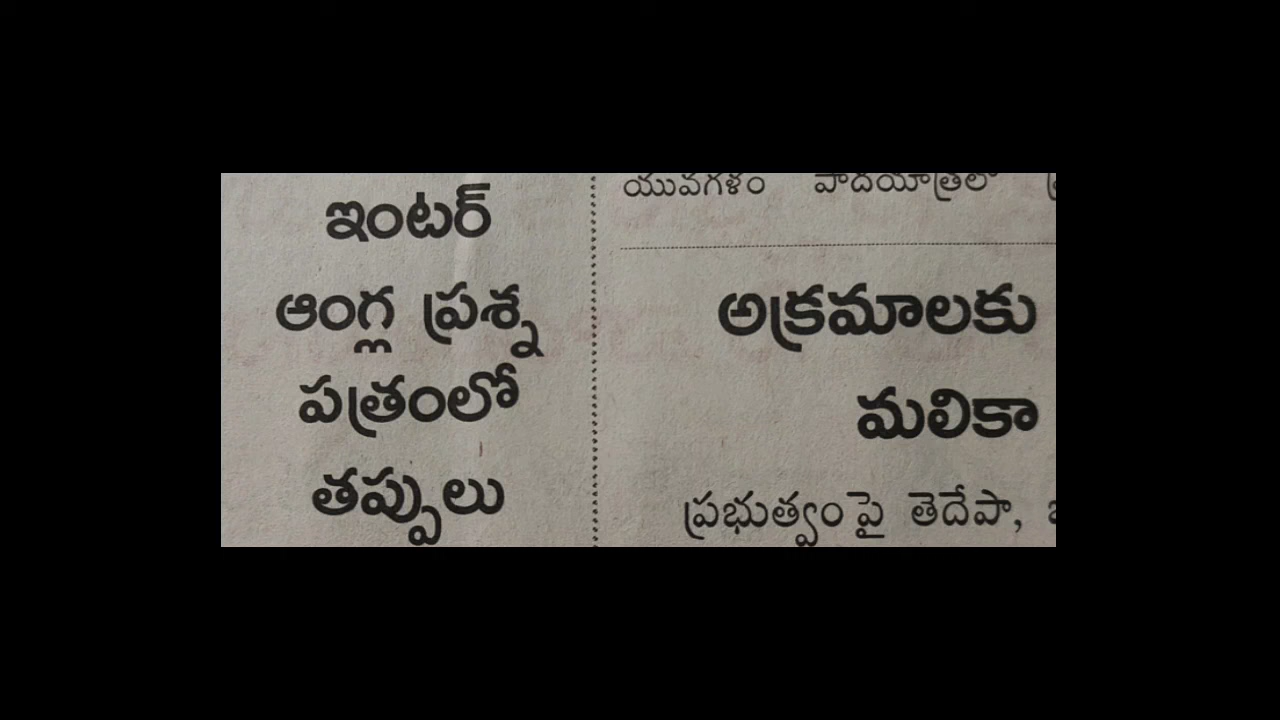 ఇంటర్
ఆంగ్ల ప్రశ్న
పత్రంలో
తప్పులు
యువగళం పాదయాత్రలో
అక్రమాలకు
మలికా
ప్రభుత్వంపై తెదేపా,